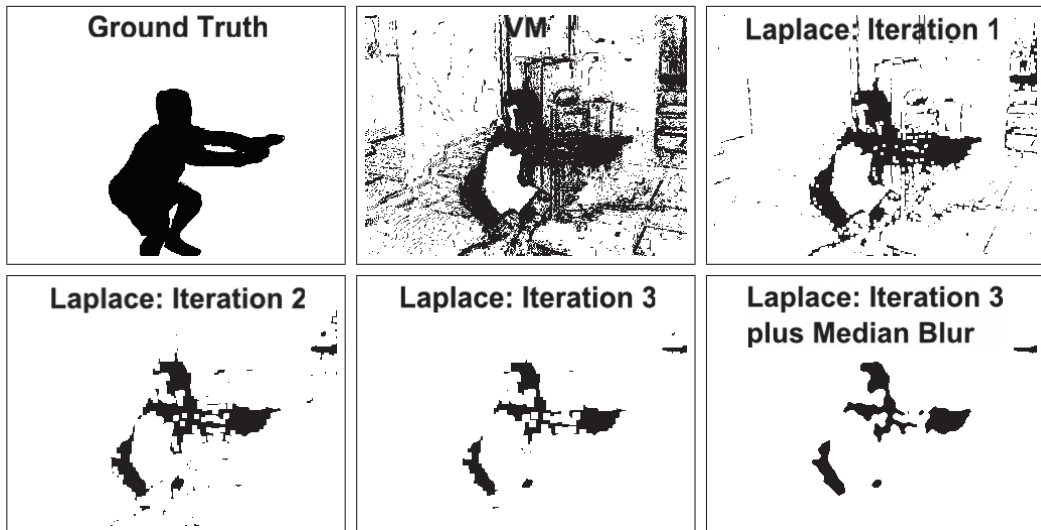 Ground Truth
VM
Laplace: Iteration 1
Laplace: Iteration 2
Laplace: Iteration 3
Laplace: Iteration 3
plus Median Blur